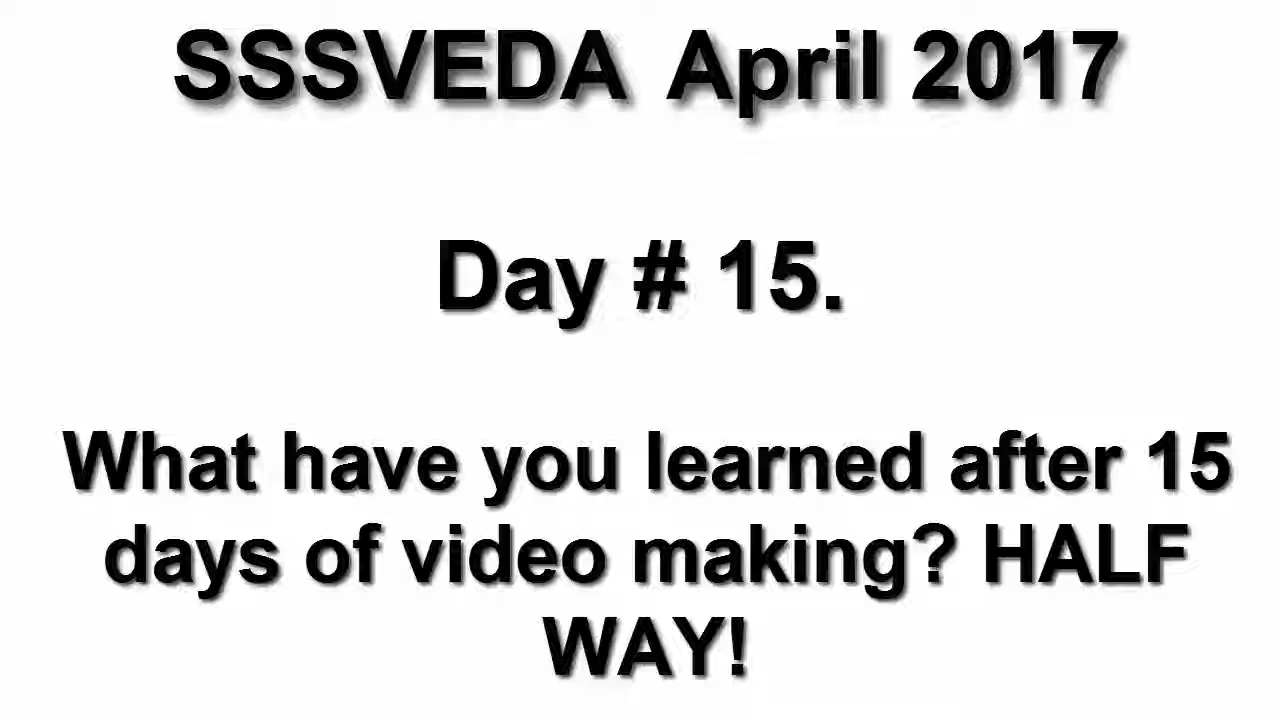 SSSVEDA April 2017
Day # 15.
What have you learned after 15
days of video making? HALF
WAY!